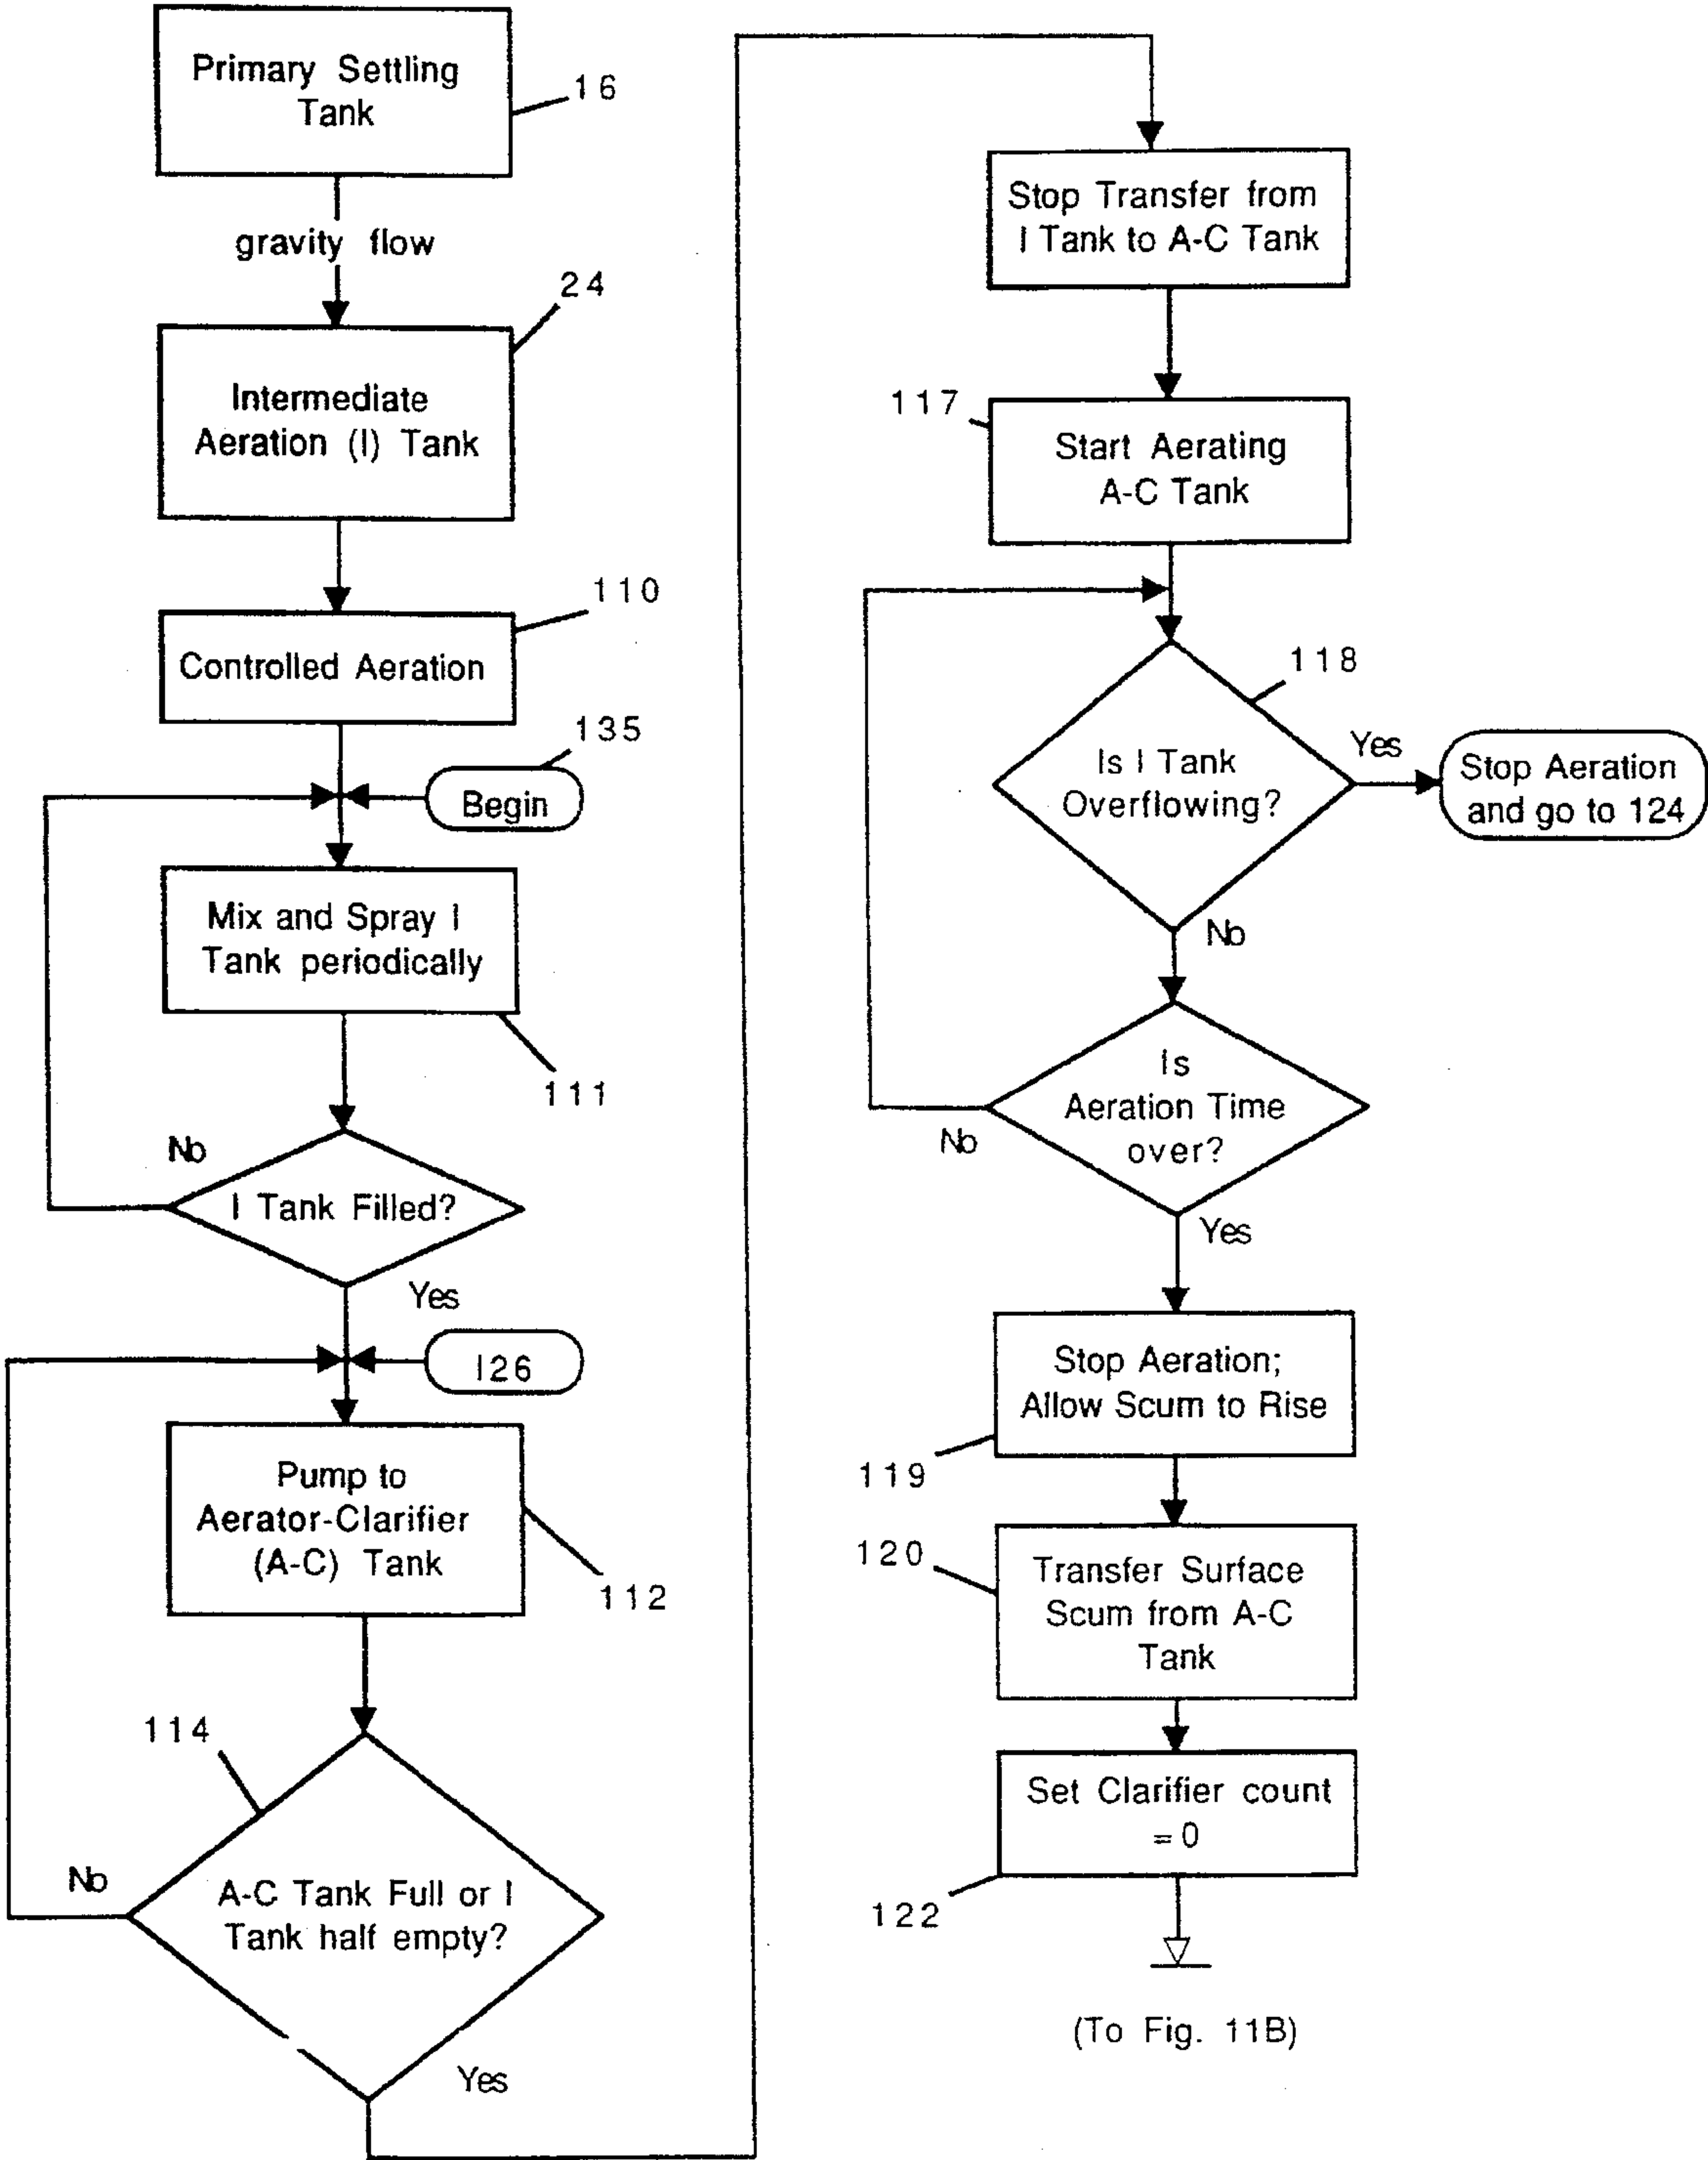 Primary Settling
Tank
16
gravity flow
24
Intermediate
Aeration (I) Tank
110
Controlled Aeration
135
Begin
Mix and Spray I
Tank periodically
111
No
I Tank Filled?
Yes
I26
Pump to
Aerator-Clarifier
(A-C) Tank
112
114
No
A-C Tank Full or I
Tank half empty?
Yes
Stop Transfer from
I Tank to A-C Tank
117
Start Aerating
A-C Tank
118
Is I Tank
Overflowing?
Yes
Stop Aeration
and go to 124
No
Is
Aeration Time
over?
No
Yes
Stop Aeration;
Allow Scum to Rise
119
120
Transfer Surface
Scum from A-C
Tank
Set Clarifier count
= 0
122
(To Fig. 11B)